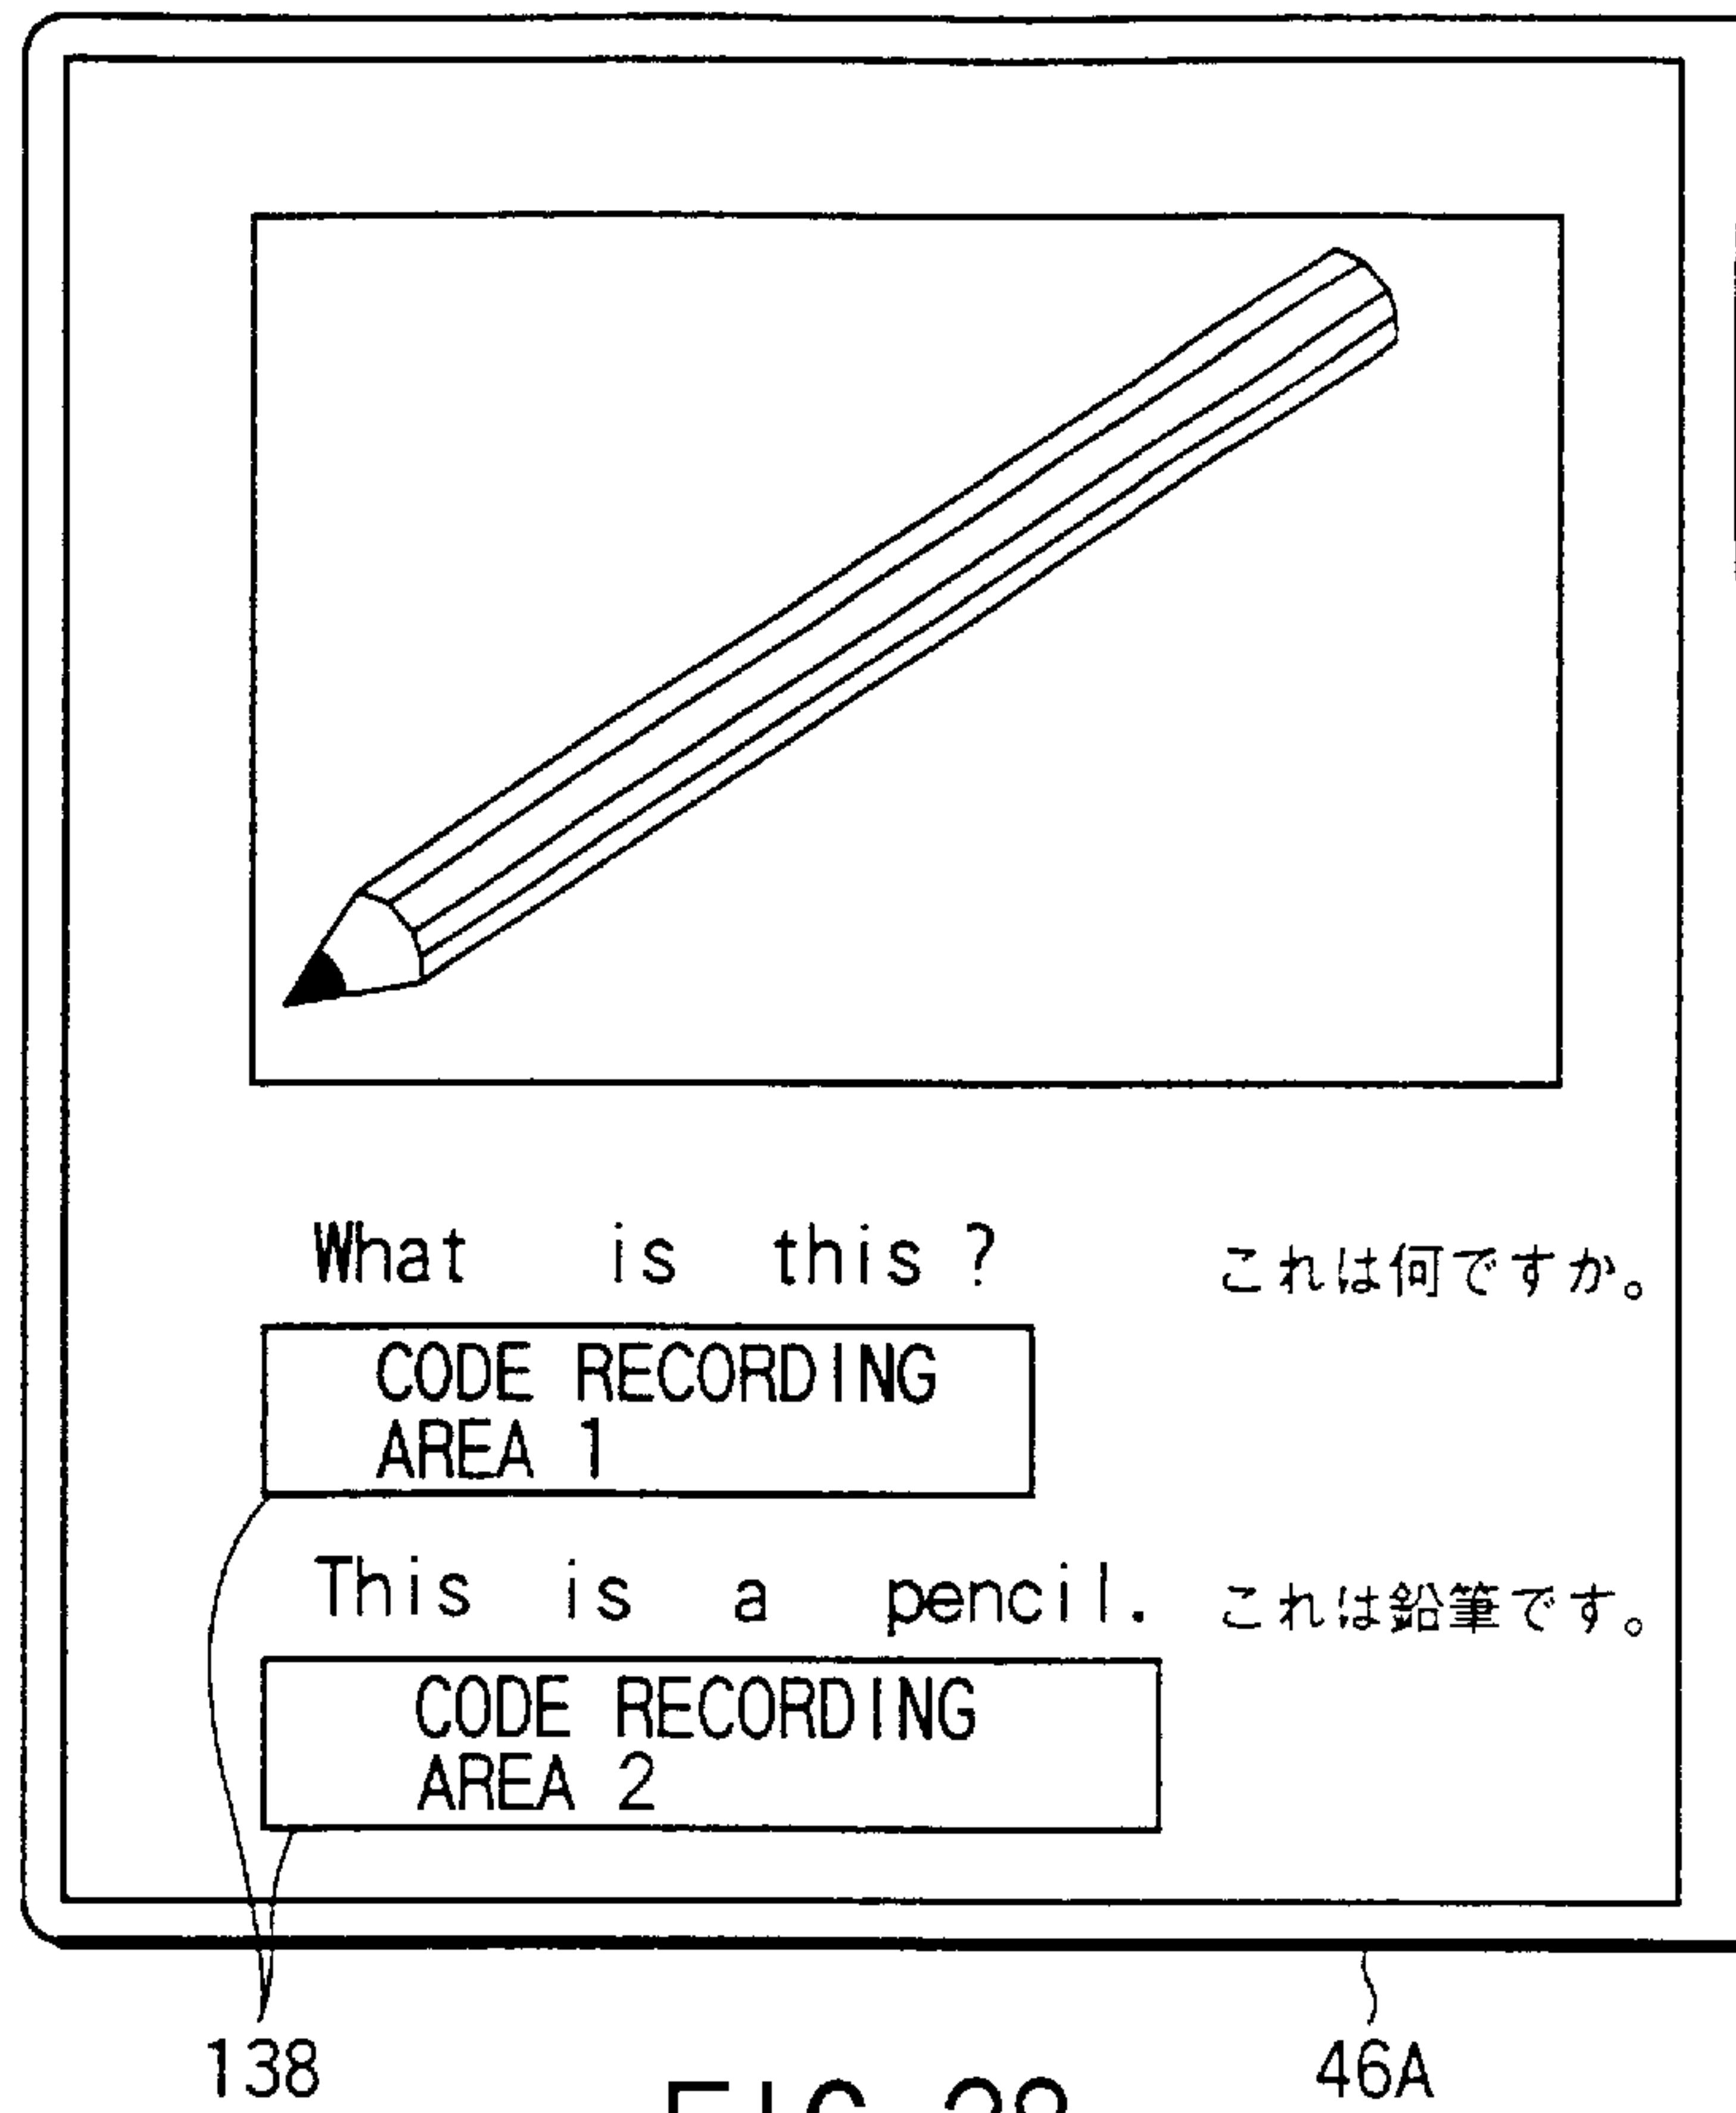 What is this? これは何ですか。
CODE RECORDING
AREA 1
This is a pencil. これは鉛筆です。
CODE RECORDING
AREA 2
138 46A